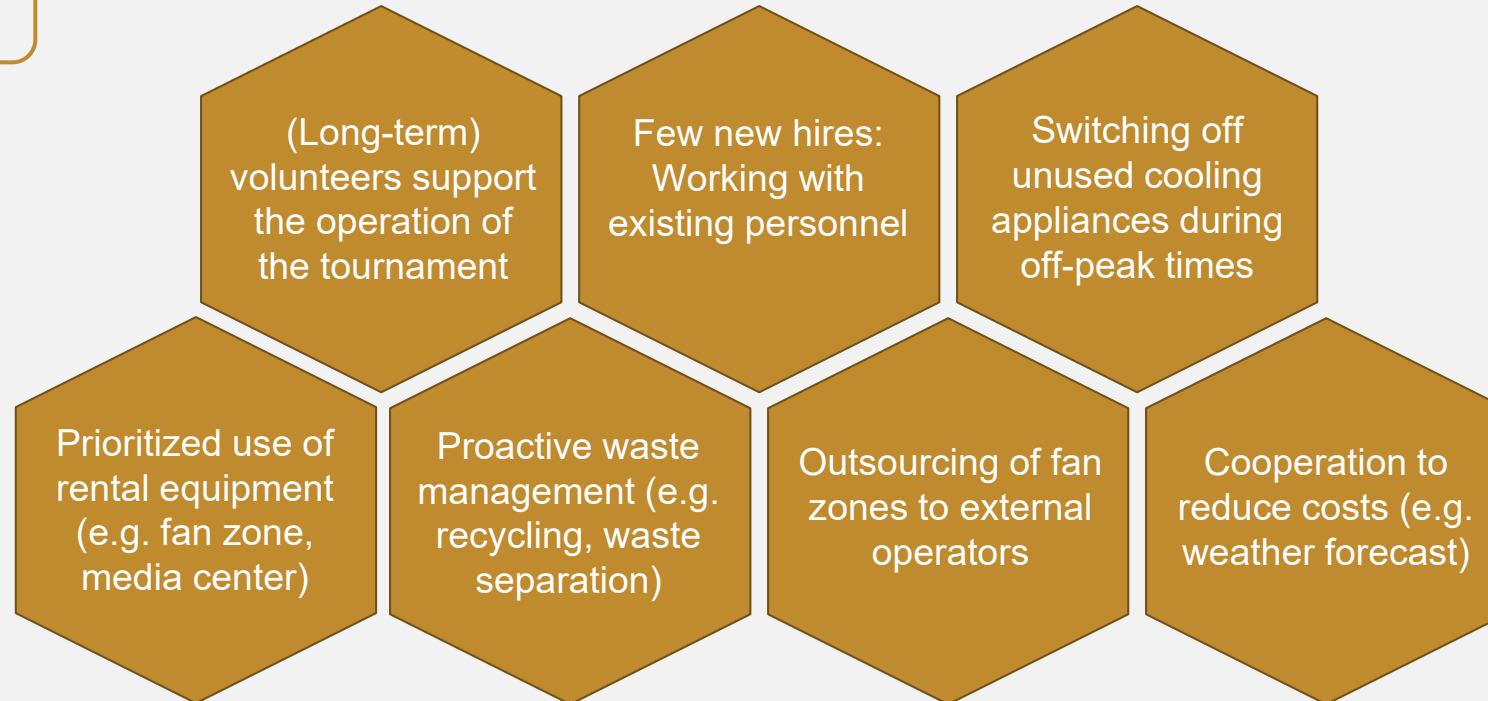 (Long-term)
volunteers support
the operation of
the tournament
Few new hires:
Working with
existing personnel
Switching off
unused cooling
appliances during
off-peak times
Prioritized use of
rental equipment
(e.g. fan zone,
media center)
Proactive waste
management (e.g.
recycling, waste
separation)
Outsourcing of fan
zones to external
operators
Cooperation to
reduce costs (e.g.
weather forecast)